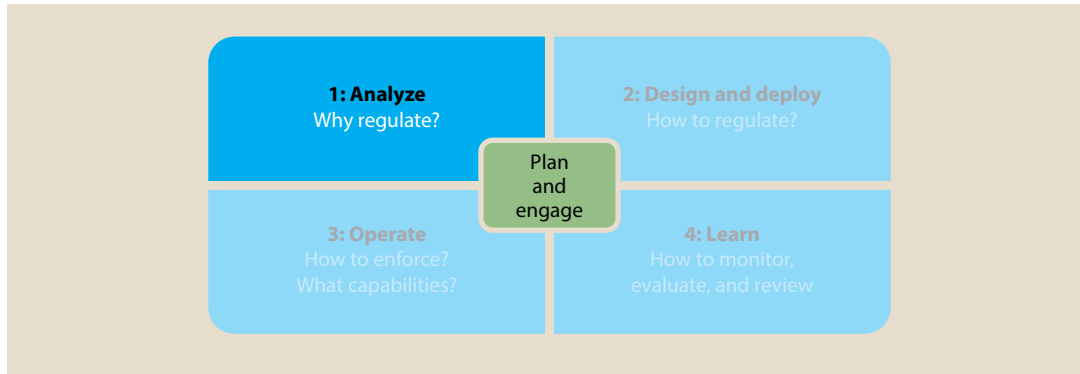 1: Analyze
Why regulate?
2: Design and deploy
How to regulate?
Plan
and
engage
3: Operate
How to enforce?
What capabilities?
4: Learn
How to monitor,
evaluate, and review